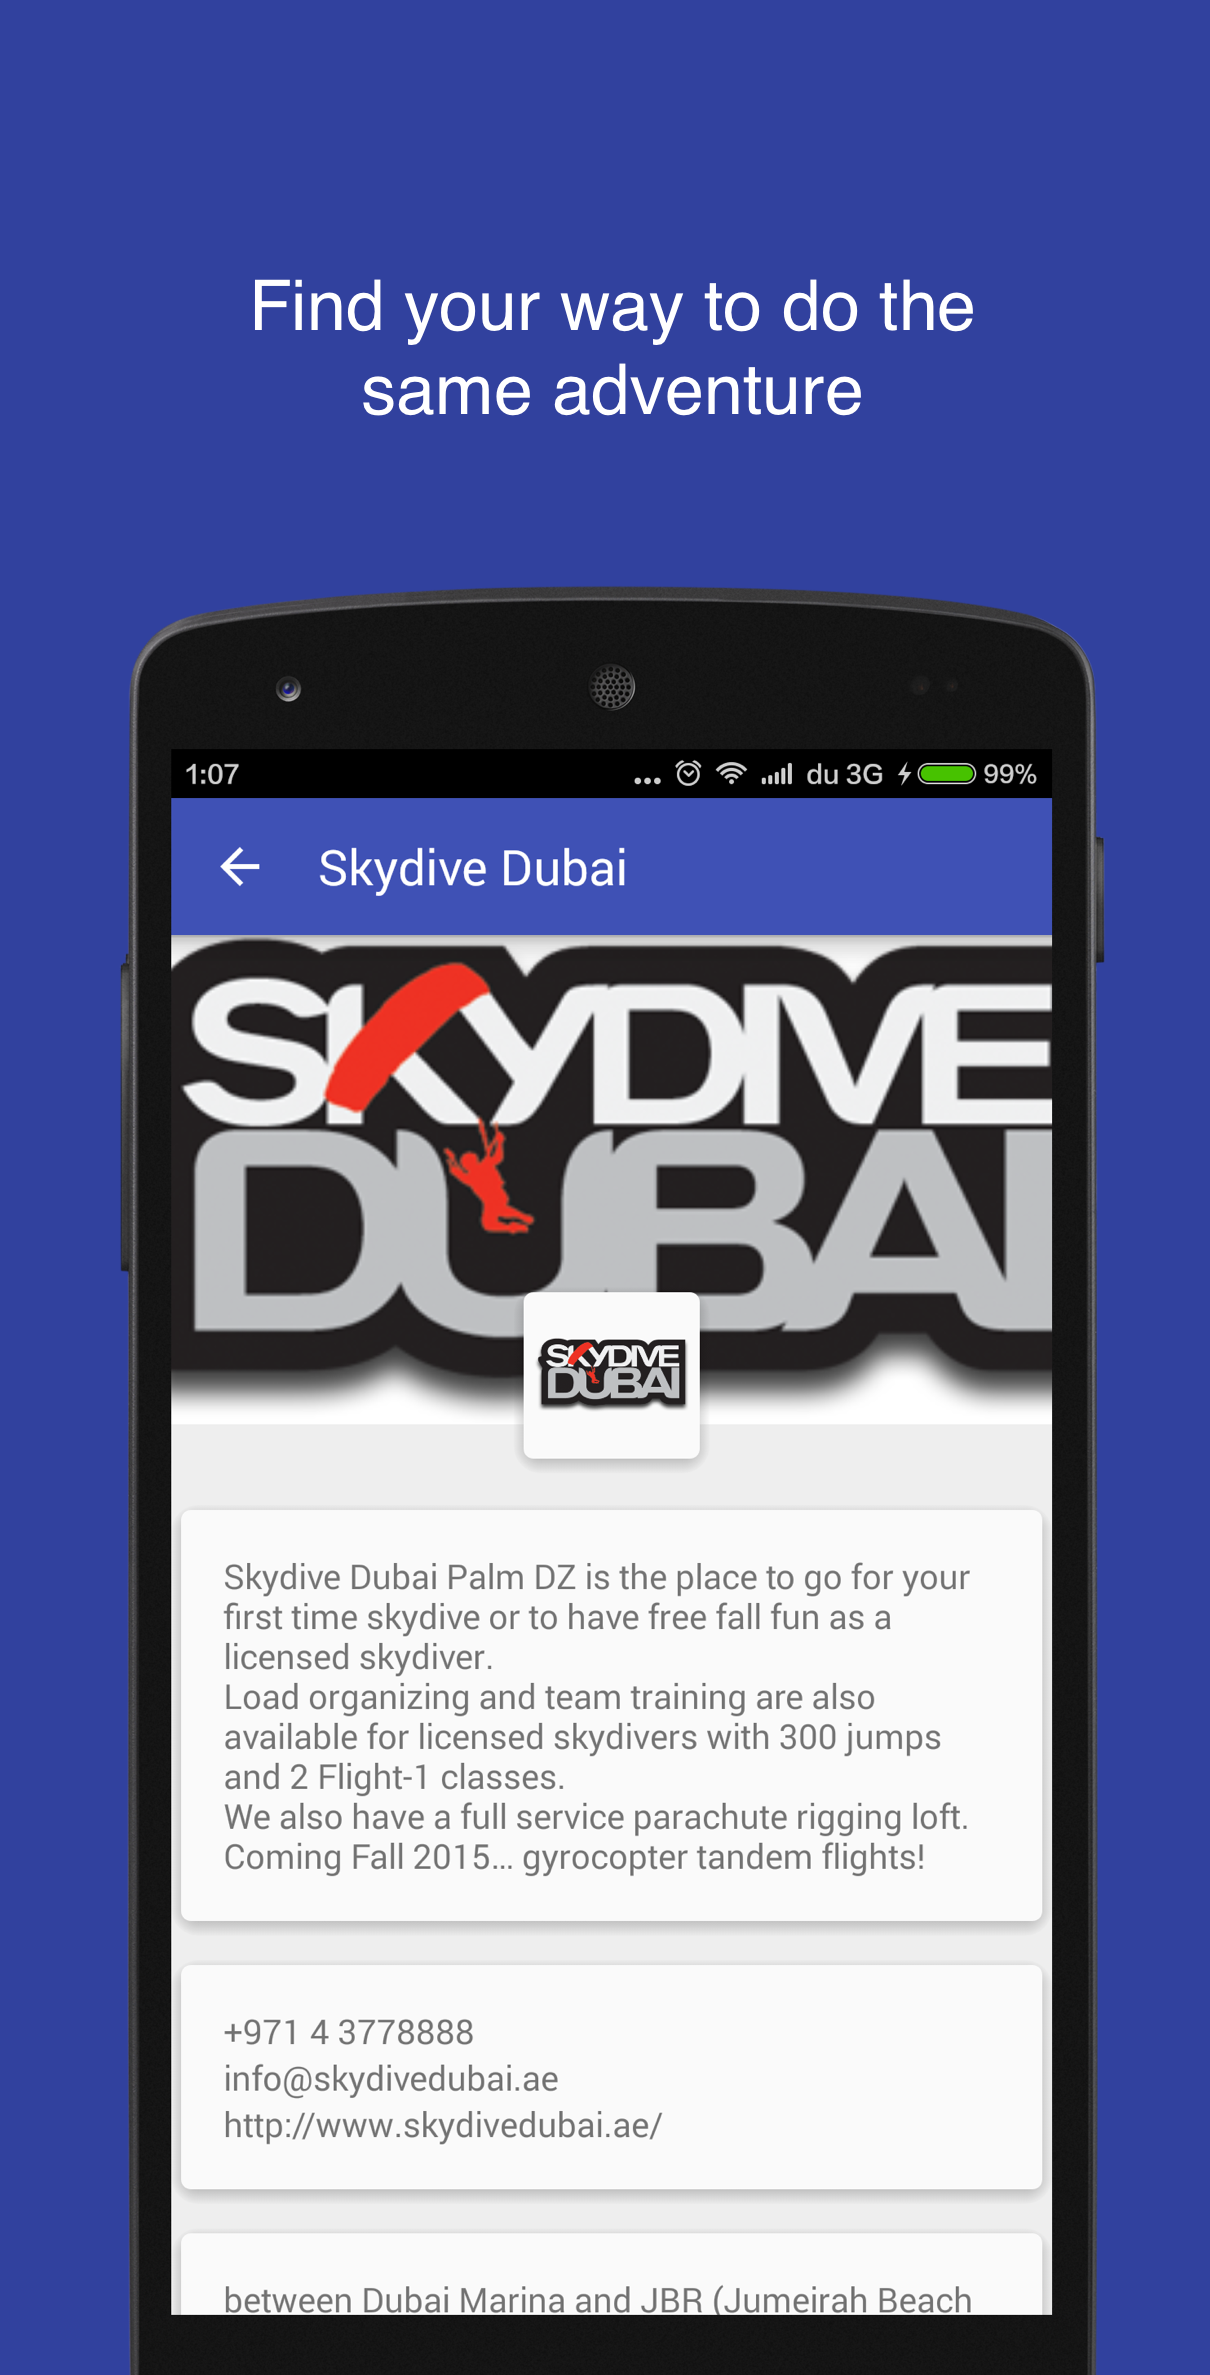 Find your way to do the
same adventure
1:07
du 3G
99%
Skydive Dubai
SKYDIVE
DUBAI
SKYDIVE
DUBAI
Skydive Dubai Palm DZ is the place to go for your
first time skydive or to have free fall fun as a
licensed skydiver.
Load organizing and team training are also
available for licensed skydivers with 300 jumps
and 2 Flight-1 classes.
We also have a full service parachute rigging loft.
Coming Fall 2015... gyrocopter tandem flights!
+971 4 3778888
info@skydivedubai.ae
http://www.skydivedubai.ae/
between Dubai Marina and JBR (Jumeirah Beach